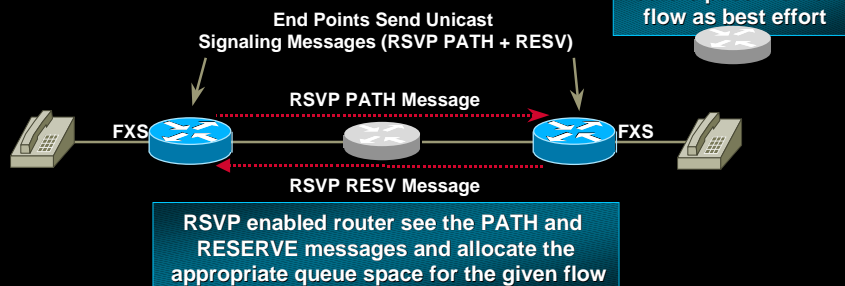 flow as best effort
End Points Send Unicast
Signaling Messages (RSVP PATH + RESV)
RSVP PATH Message
FXS
FXS
RSVP RESV Message
RSVP enabled router see the PATH and
RESERVE messages and allocate the
appropriate queue space for the given flow